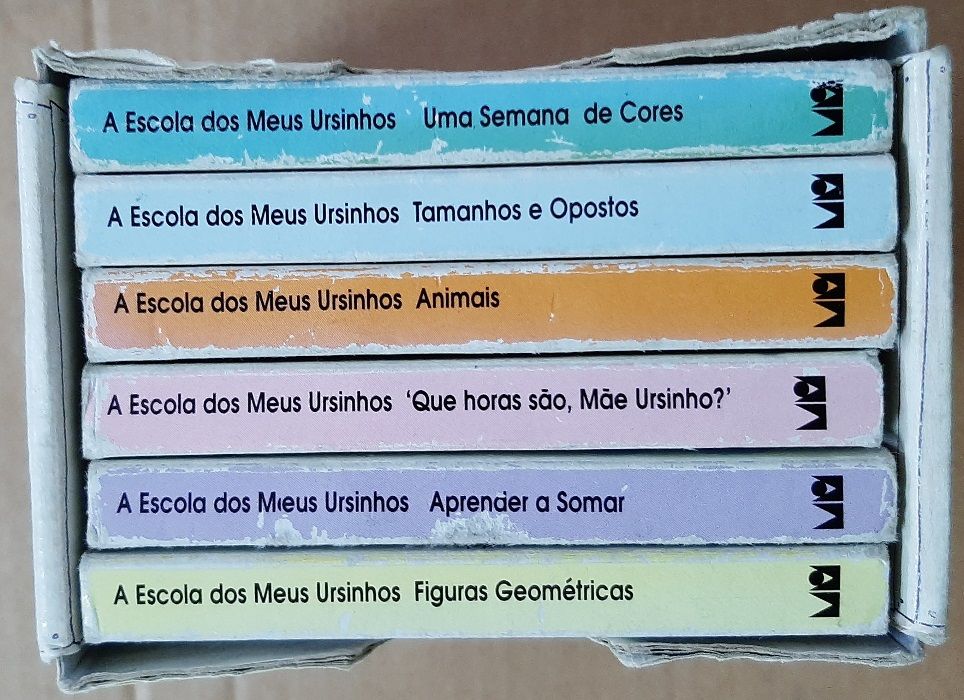 A Escola dos Meus Ursinhos Uma Semana de Cores
A Escola dos Meus Ursinhos Tamanhos e Opostos
A Escola dos Meus Ursinhos Animais
A Escola dos Meus Ursinhos ‘Que horas são, Mãe Ursinho?’
A Escola dos Meus Ursinhos Aprender a Somar
A Escola dos Meus Ursinhos Figuras Geométricas